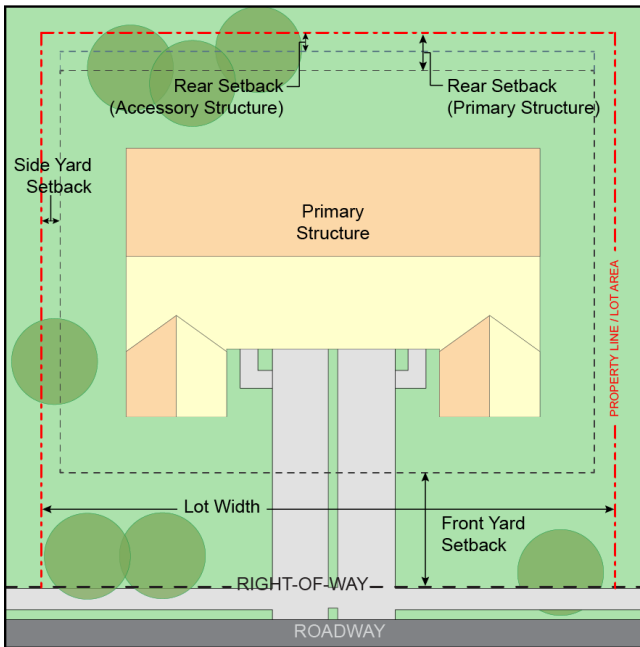 Rear Setback
(Accessory Structure)
Rear Setback
(Primary Structure)
Side Yard
Setback
Primary
Structure
PROPERTY LINE / LOT AREA
Lot Width
Front Yard
Setback
RIGHT-OF-WAY
ROADWAY